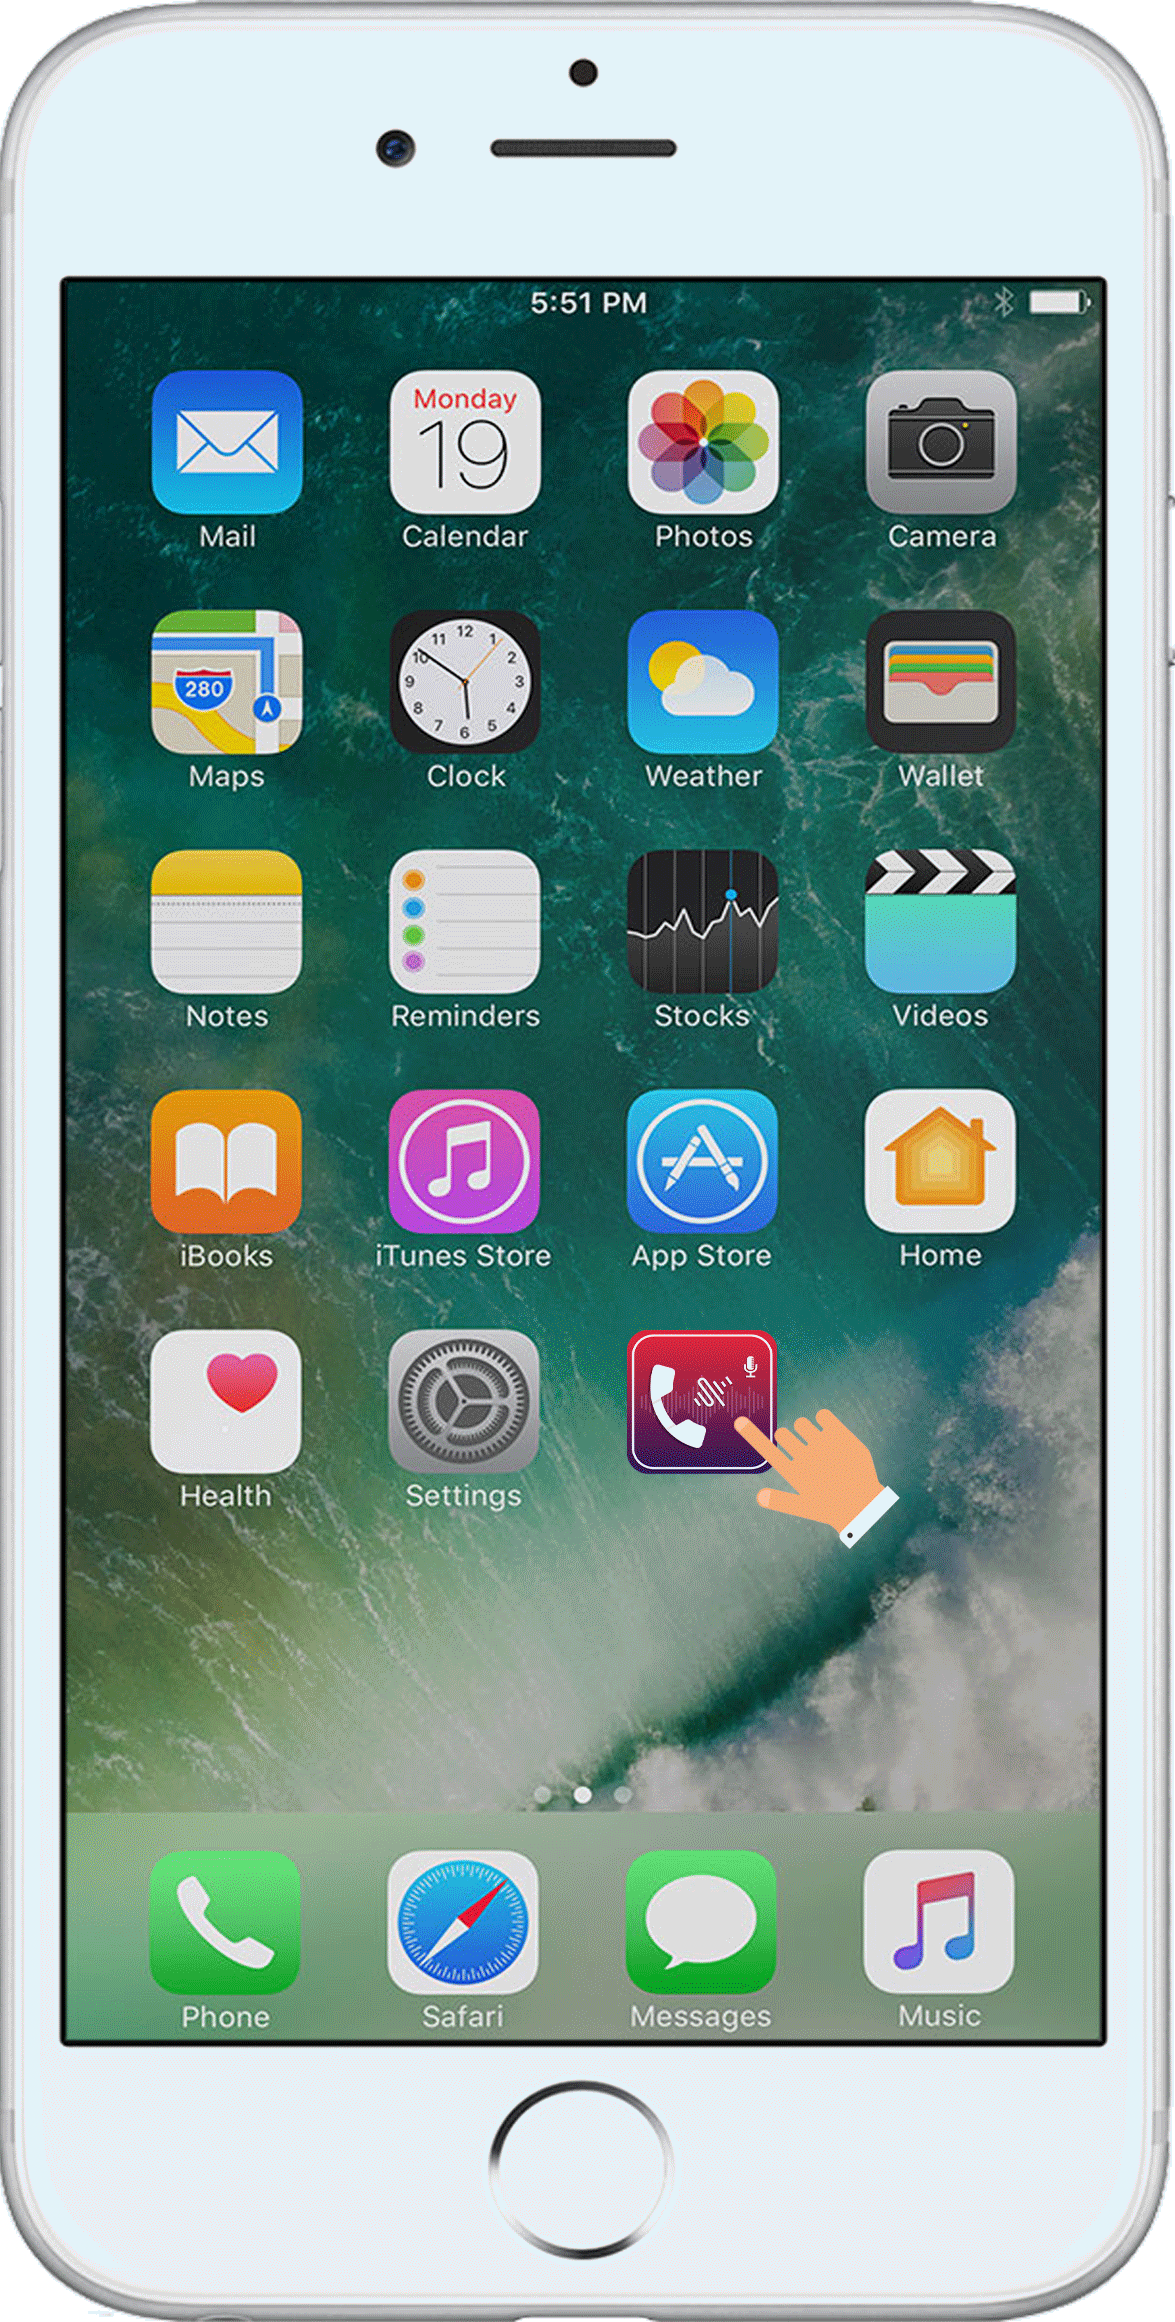 5:51 PM
Monday
19
Mail Calendar Photos Camera
280
12
11 1
10 2
9 3
8 4
7 5
6
Maps Clock Weather Wallet
Notes Reminders Stocks Videos
iBooks iTunes Store App Store Home
Health Settings
Phone Safari Messages Music